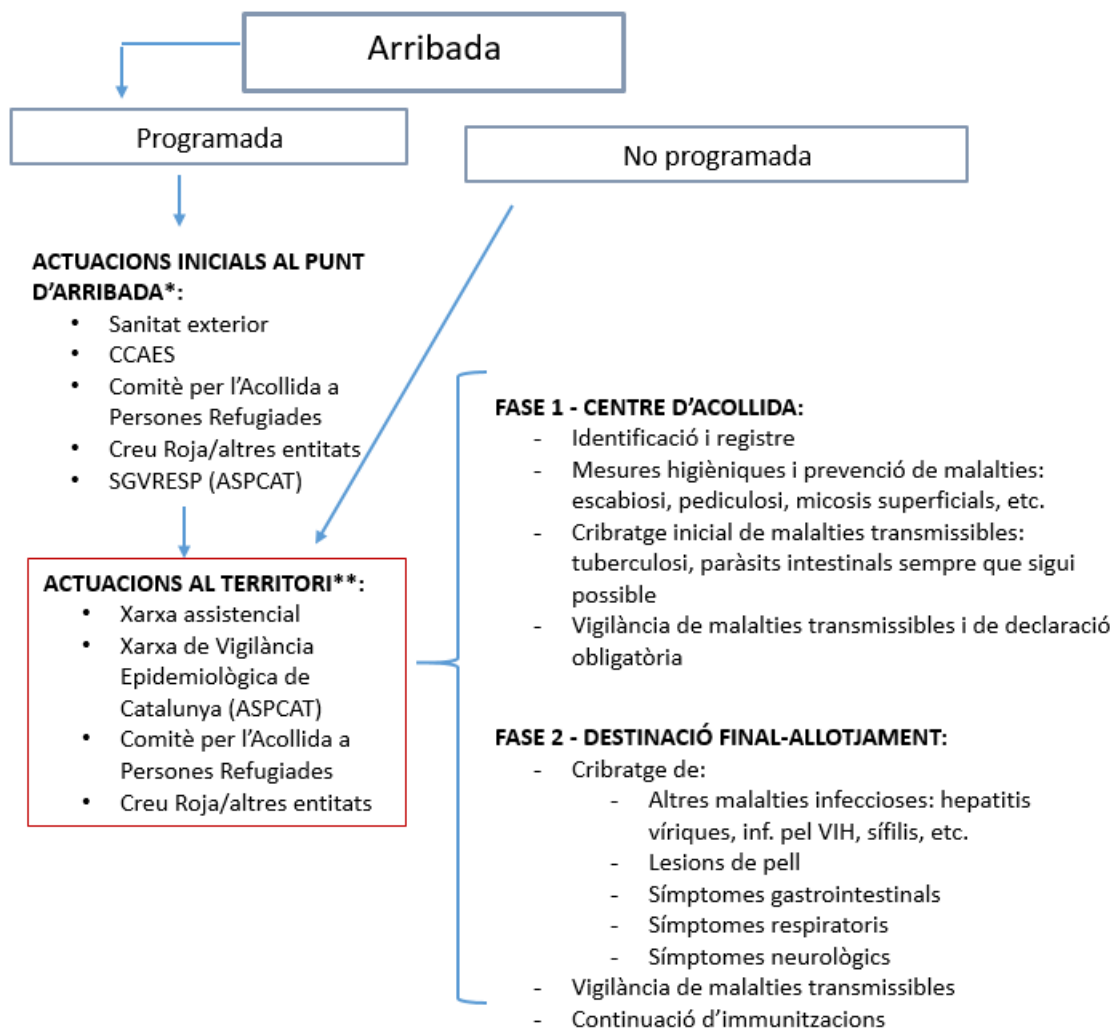 Arribada
Programada
No programada
ACTUACIONS INICIALS AL PUNT
D'ARRIBADA*:
• Sanitat exterior
• CCAES
• Comitè per l'Acollida a
Persones Refugiades
• Creu Roja/altres entitats
• SGVRESP (ASPCAT)
ACTUACIONS AL TERRITORI**:
• Xarxa assistencial
• Xarxa de Vigilància
Epidemiològica de
Catalunya (ASPCAT)
• Comitè per l'Acollida a
Persones Refugiades
• Creu Roja/altres entitats
FASE 1 - CENTRE D'ACOLLIDA:
- Identificació i registre
- Mesures higièniques i prevenció de malalties:
escabiosi, pediculosi, micosis superficials, etc.
- Cribratge inicial de malalties transmissibles:
tuberculosi, paràsits intestinals sempre que sigui
possible
- Vigilància de malalties transmissibles i de declaració
obligatòria
FASE 2 - DESTINACIÓ FINAL-ALLOTJAMENT:
- Cribratge de:
- Altres malalties infeccioses: hepatitis
víriques, inf. pel VIH, sífilis, etc.
- Lesions de pell
- Símptomes gastrointestinals
- Símptomes respiratoris
- Símptomes neurològics
- Vigilància de malalties transmissibles
- Continuació d'immunitzacions